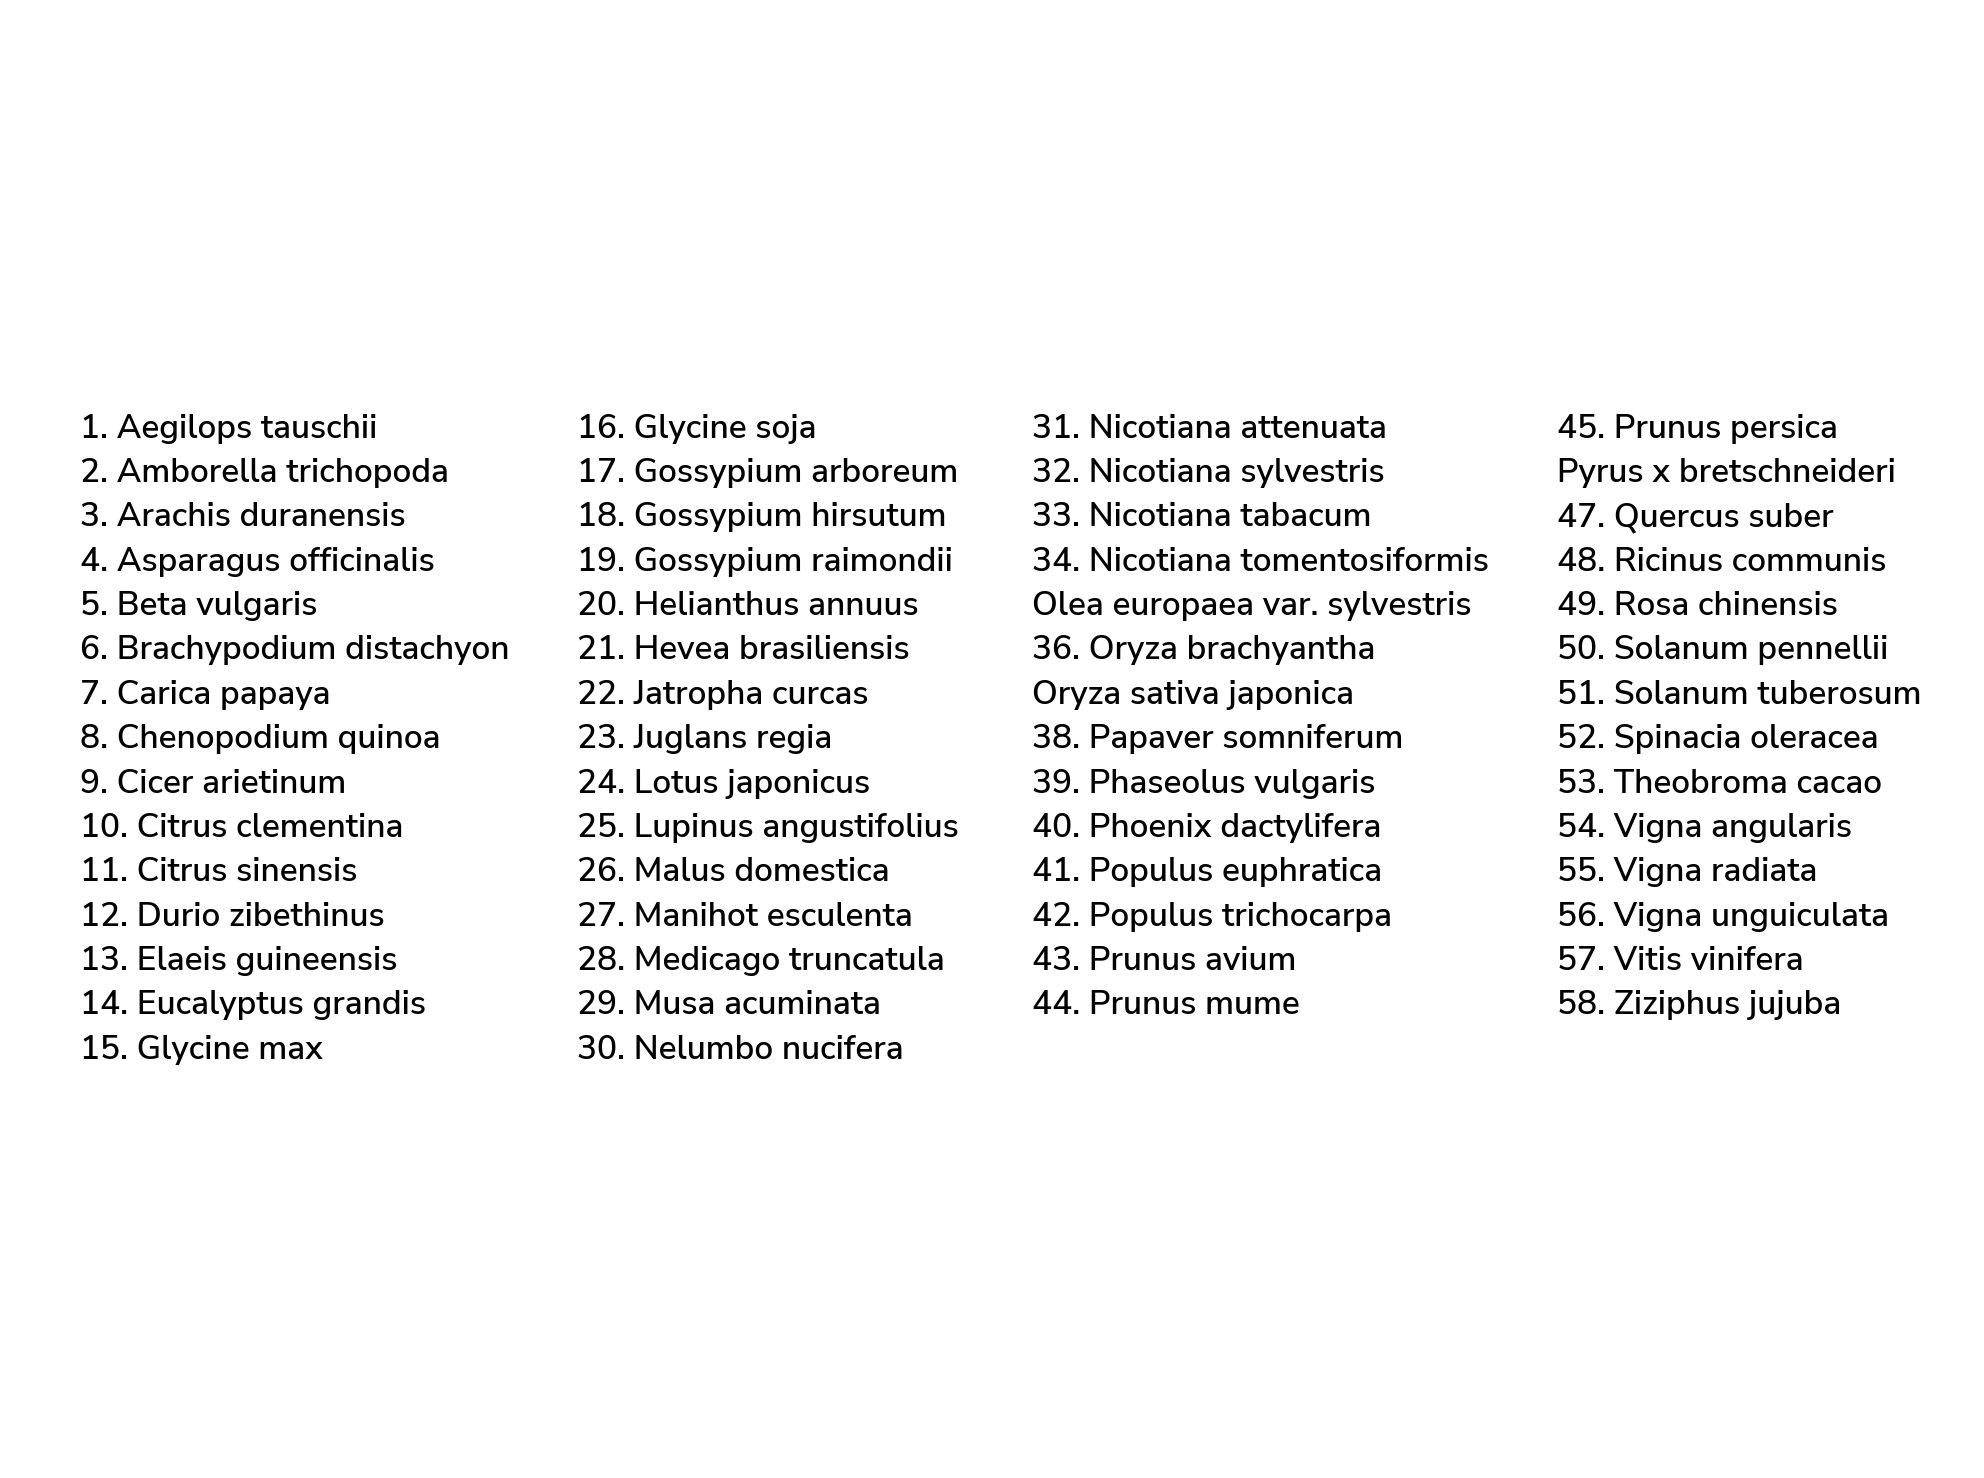 1. Aegilops tauschii
2. Amborella trichopoda
3. Arachis duranensis
4. Asparagus officinalis
5. Beta vulgaris
6. Brachypodium distachyon
7. Carica papaya
8. Chenopodium quinoa
9. Cicer arietinum
10. Citrus clementina
11. Citrus sinensis
12. Durio zibethinus
13. Elaeis guineensis
14. Eucalyptus grandis
15. Glycine max
16. Glycine soja
17. Gossypium arboreum
18. Gossypium hirsutum
19. Gossypium raimondii
20. Helianthus annuus
21. Hevea brasiliensis
22. Jatropha curcas
23. Juglans regia
24. Lotus japonicus
25. Lupinus angustifolius
26. Malus domestica
27. Manihot esculenta
28. Medicago truncatula
29. Musa acuminata
30. Nelumbo nucifera
31. Nicotiana attenuata
32. Nicotiana sylvestris
33. Nicotiana tabacum
34. Nicotiana tomentosiformis
Olea europaea var. sylvestris
36. Oryza brachyantha
Oryza sativa japonica
38. Papaver somniferum
39. Phaseolus vulgaris
40. Phoenix dactylifera
41. Populus euphratica
42. Populus trichocarpa
43. Prunus avium
44. Prunus mume
45. Prunus persica
Pyrus x bretschneideri
47. Quercus suber
48. Ricinus communis
49. Rosa chinensis
50. Solanum pennellii
51. Solanum tuberosum
52. Spinacia oleracea
53. Theobroma cacao
54. Vigna angularis
55. Vigna radiata
56. Vigna unguiculata
57. Vitis vinifera
58. Ziziphus jujuba